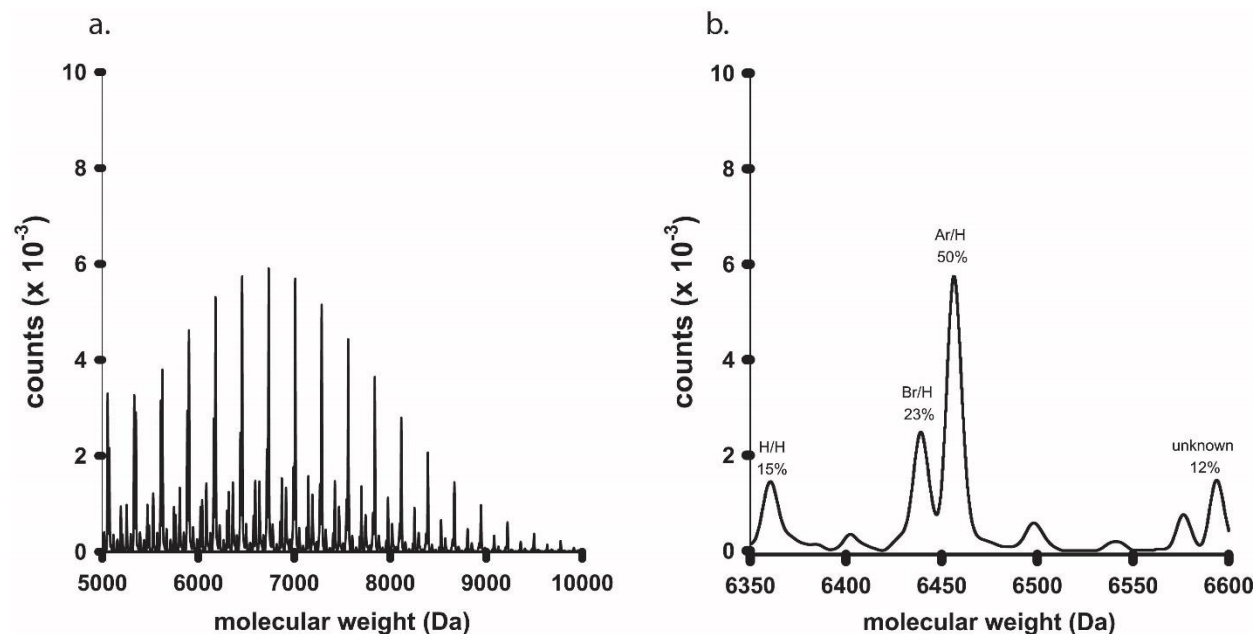 a.
counts (x 10⁻³)
10
8
6
4
2
0
5000 6000 7000 8000 9000 10000
molecular weight (Da)
b.
counts (x 10⁻³)
10
8
6
4
2
0
H/H
15%
Br/H
23%
Ar/H
50%
unknown
12%
6350 6400 6450 6500 6550 6600
molecular weight (Da)